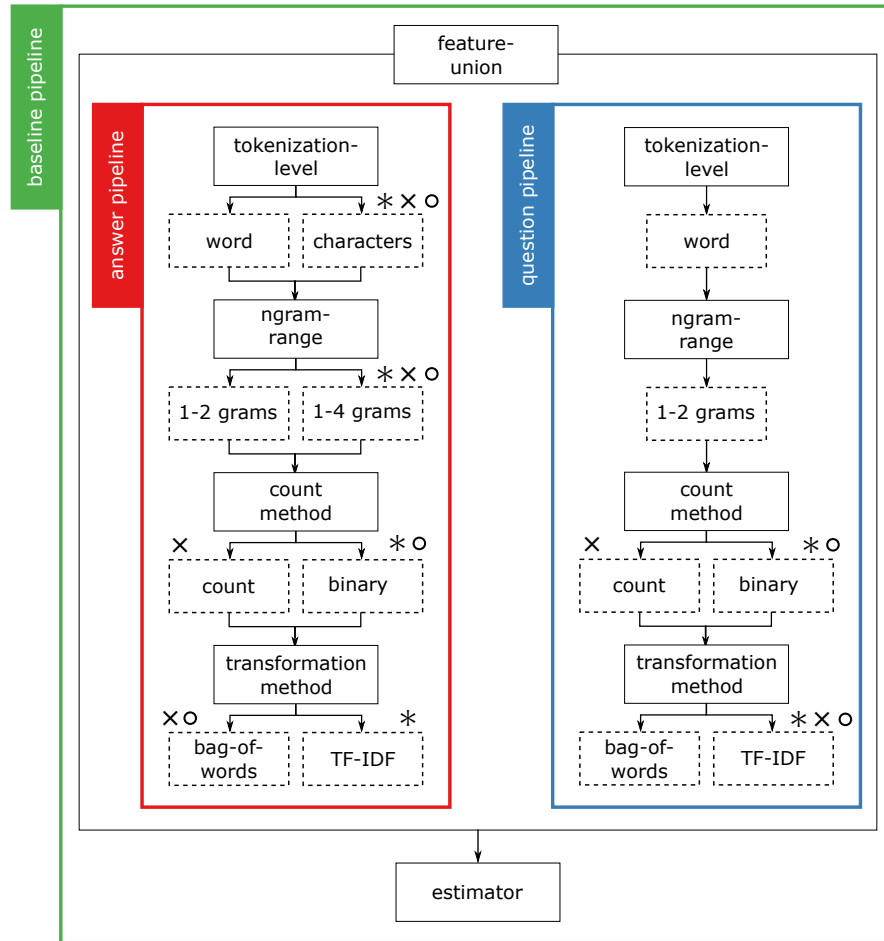 baseline pipeline
feature-
union
answer pipeline
tokenization-
level
* × o
word
characters
ngram-
range
* × o
1-2 grams
1-4 grams
count
method
×
* o
count
binary
transformation
method
× o
*
bag-of-
words
TF-IDF
question pipeline
tokenization-
level
word
ngram-
range
1-2 grams
count
method
×
* o
count
binary
transformation
method
* × o
bag-of-
words
TF-IDF
estimator